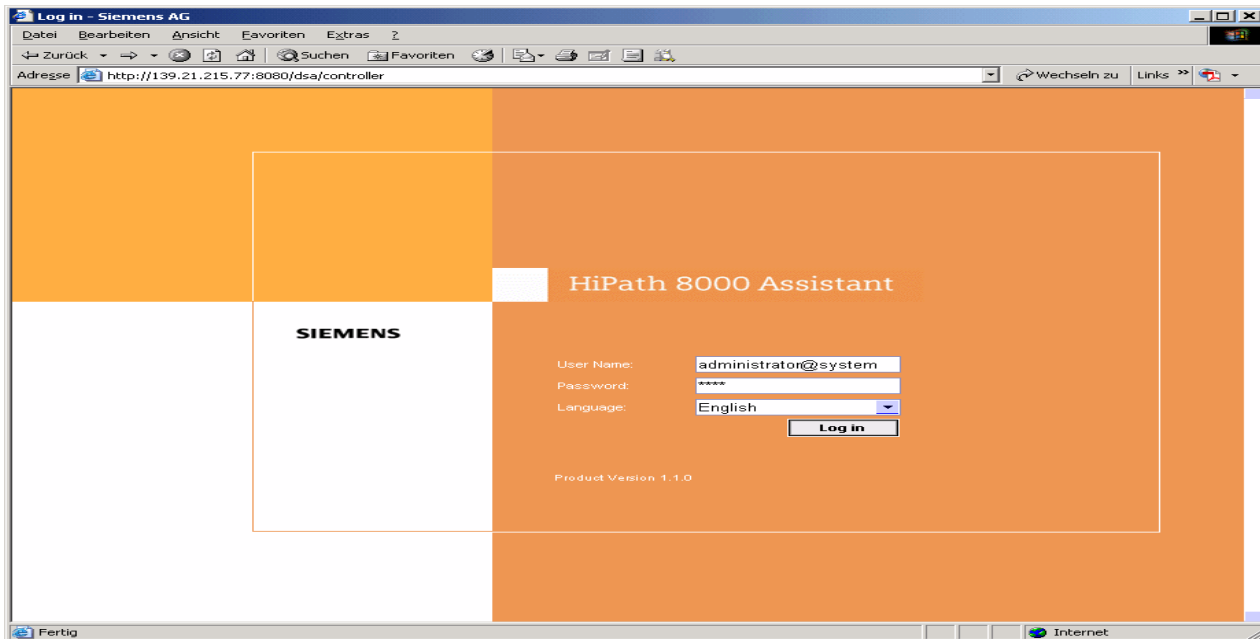 Log in - Siemens AG
Datei Bearbeiten Ansicht Favoriten Extras ?
Zurück Suchen Favoriten
Adresse http://139.21.215.77:8080/dsa/controller Wechseln zu Links »
HiPath 8000 Assistant
SIEMENS
User Name: administrator@system
Password: ****
Language: English
Log in
Product Version 1.1.0
Fertig Internet